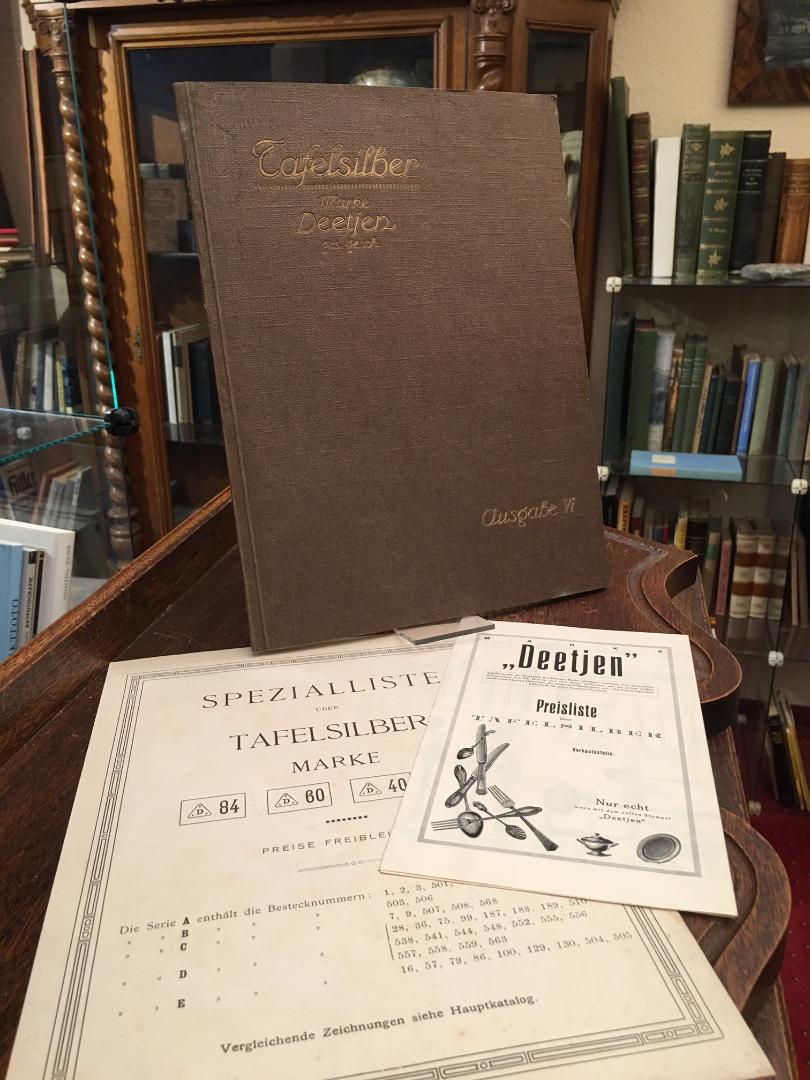 Tafelsilber
Marke
Deetjen
ges. gesch.
Ausgabe VI
SPEZIALLISTE
ÜBER
TAFELSILBER
MARKE
D 84
D 60
D 40
PREISE FREIBLEI
Die Serie A enthält die Bestecknummern: 1, 2, 3, 501,
503, 506
" " B " " " 7, 9, 507, 508, 568
" " C " " " 28, 36, 75, 99, 187, 188, 189, 510
538, 541, 544, 548, 552, 555, 556
" " D " " " 557, 558, 559, 563
" " E " " " 16, 57, 79, 86, 100, 129, 130, 504, 505
Vergleichende Zeichnungen siehe Hauptkatalog.
MARKE
„Deetjen”
Preisliste
über
TAFELSILBER
Verkaufsstelle:
Nur echt
wenn mit dem vollen Stempel
„Deetjen”
Hitler